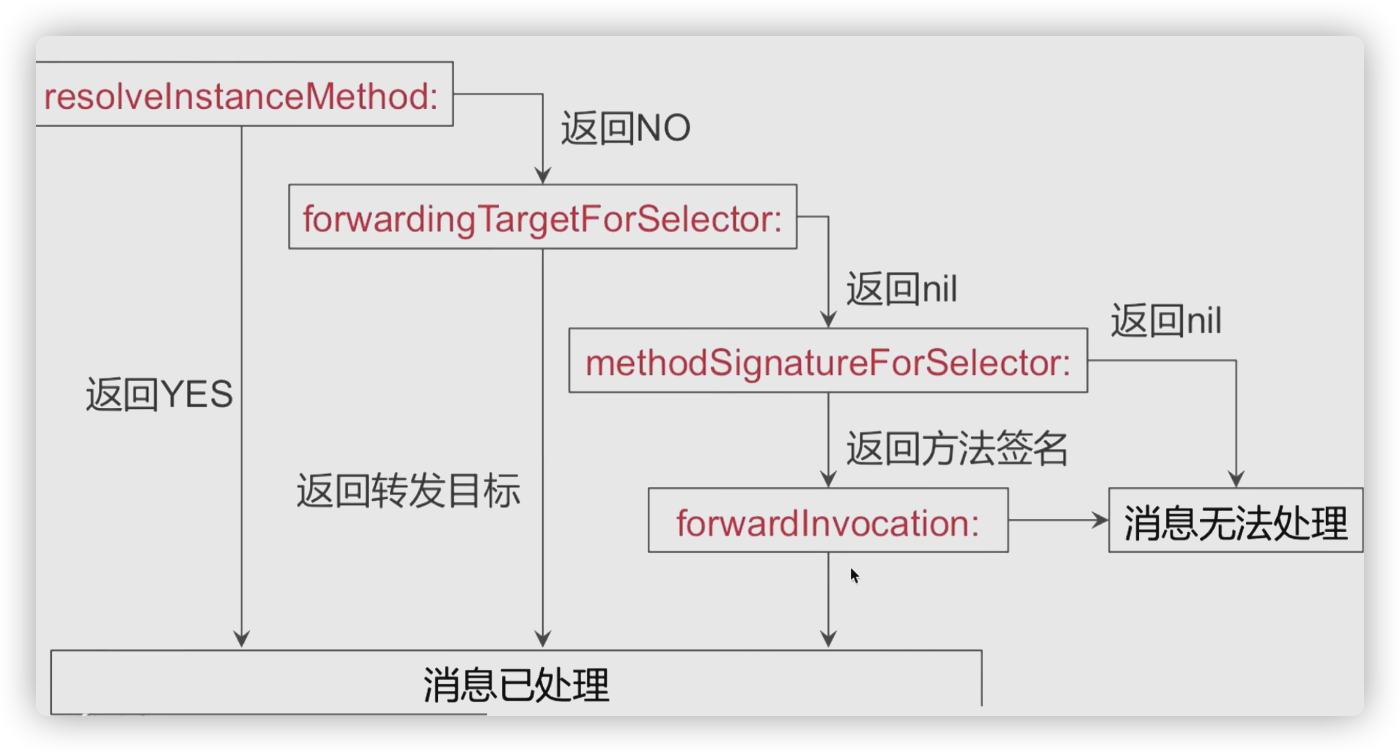 resolveInstanceMethod:
返回NO
forwardingTargetForSelector:
返回nil
返回nil
methodSignatureForSelector:
返回YES
返回方法签名
返回转发目标
forwardInvocation:
消息无法处理
消息已处理